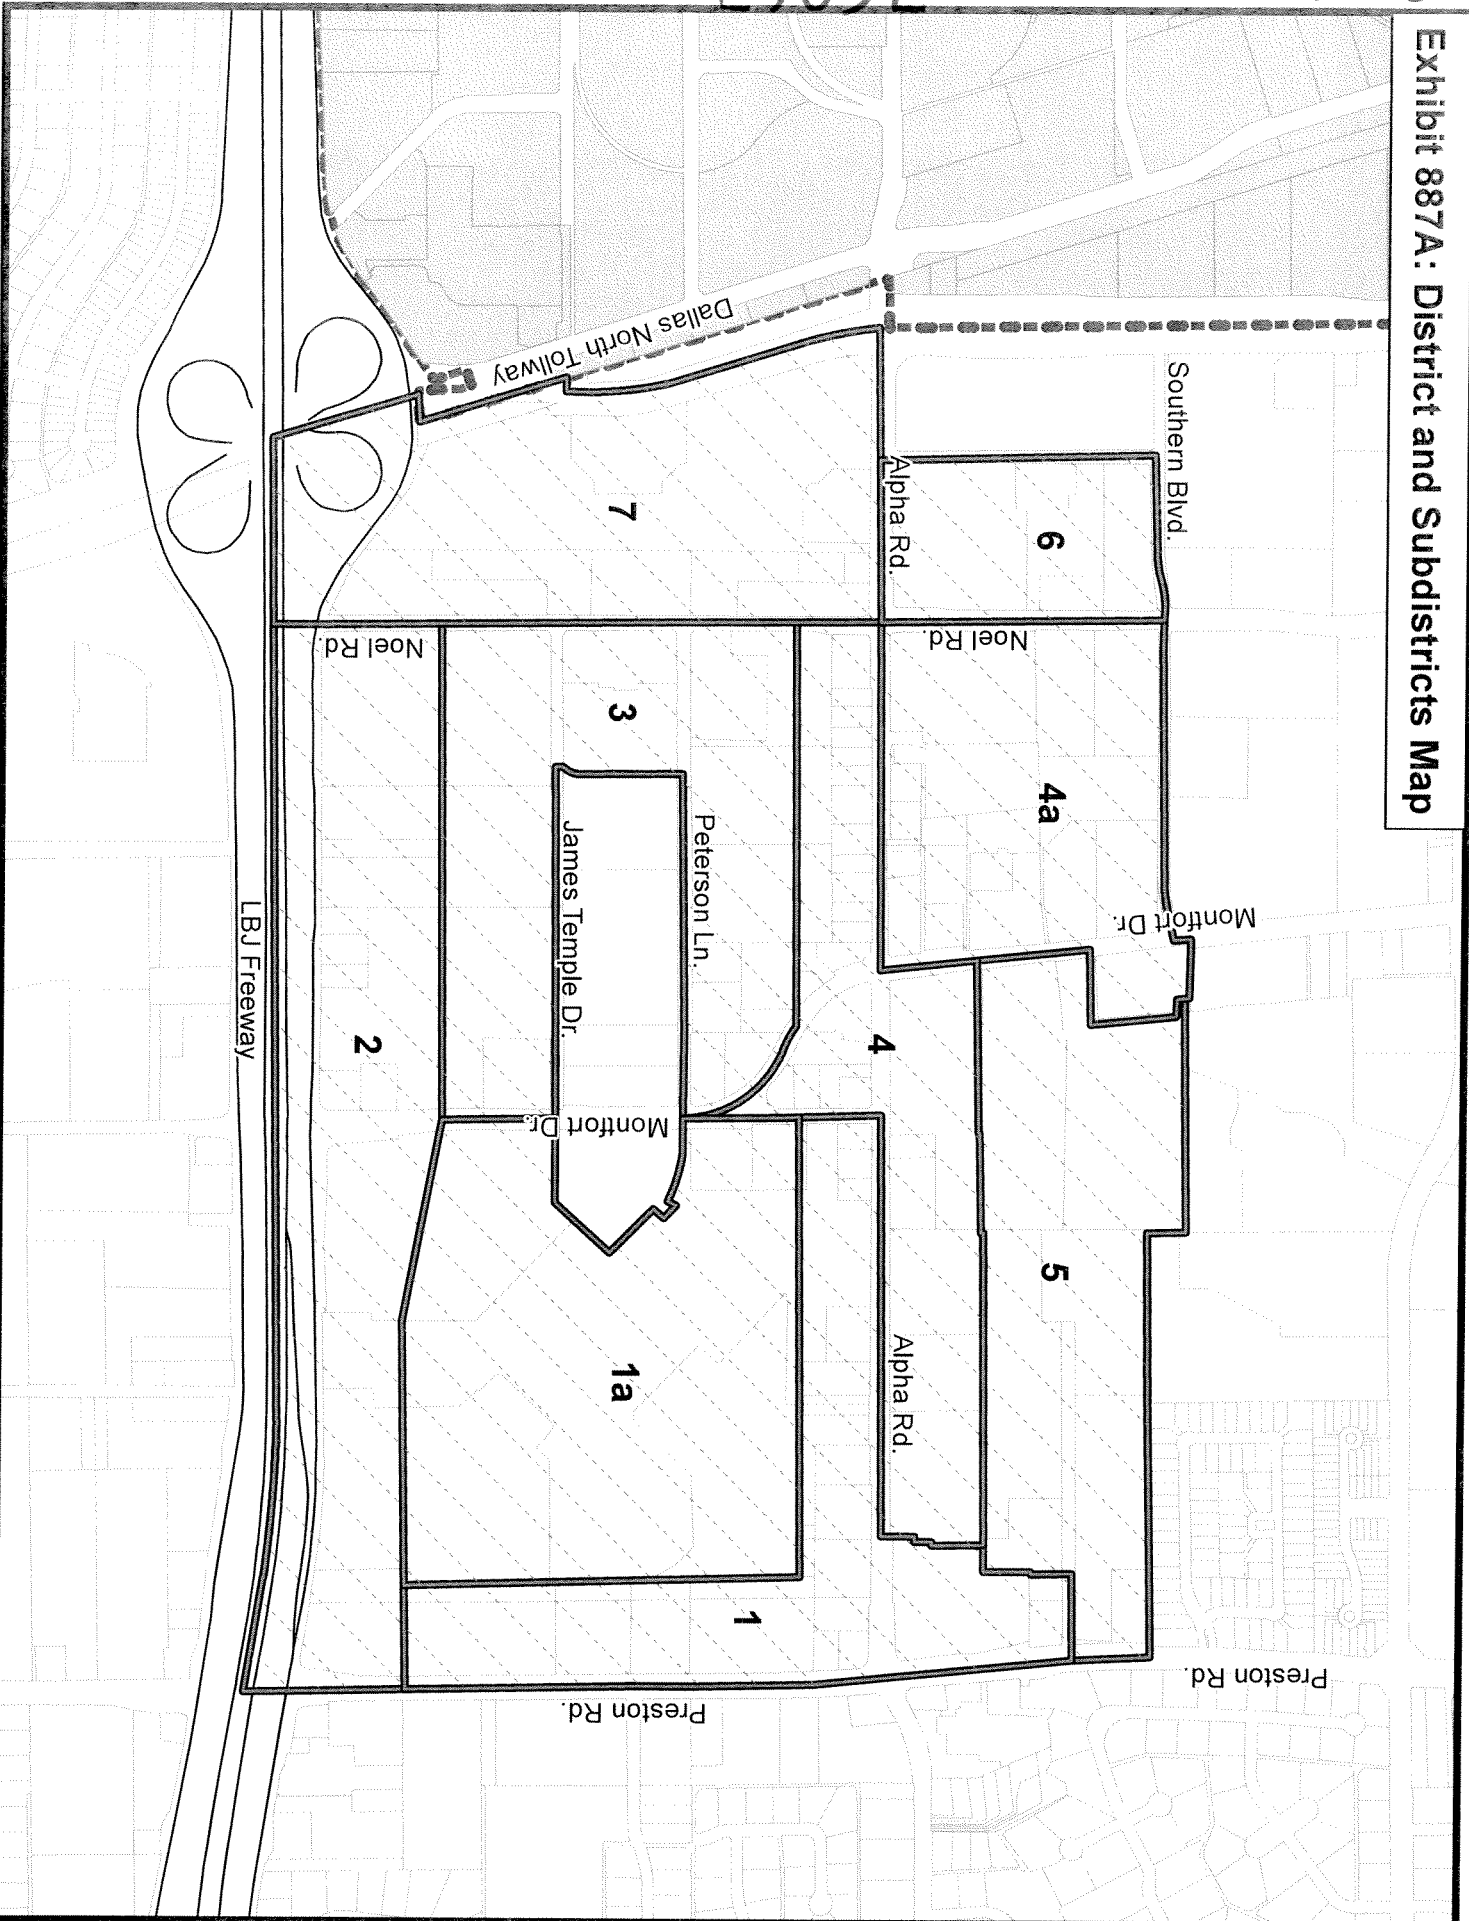 Exhibit 887A: District and Subdistricts Map
Southern Blvd.
Dallas North Tollway
Alpha Rd.
6
7
Noel Rd.
Noel Rd.
4a
3
Montfort Dr.
Peterson Ln.
James Temple Dr.
LBJ Freeway
4
2
Montfort Dr.
5
Alpha Rd.
1a
1
Preston Rd.
Preston Rd.